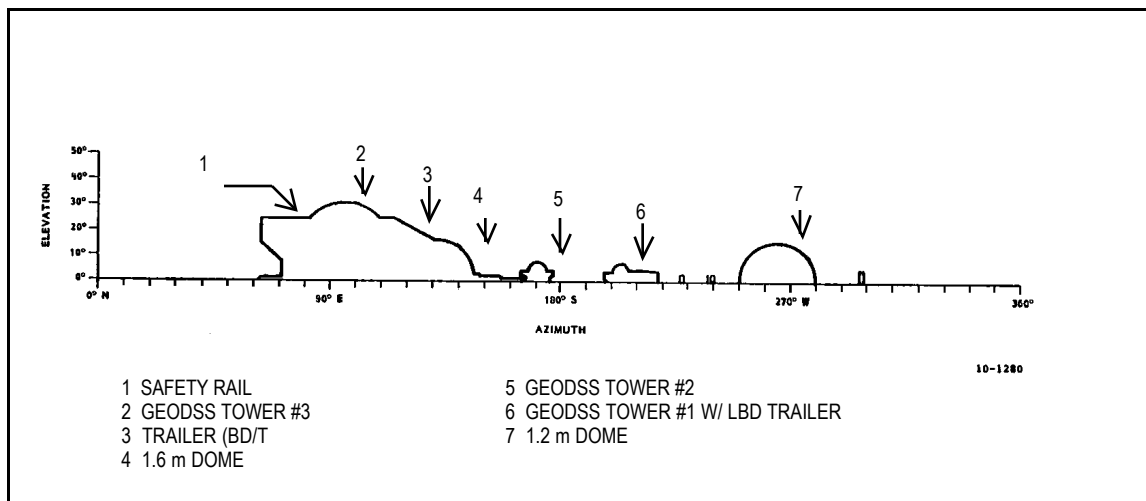 50°
40°
30°
20°
10°
0°
ELEVATION
1
2
3
4
5
6
7
0° N
90° E
180° S
270° W
360°
AZIMUTH
10-1280
1 SAFETY RAIL
2 GEODSS TOWER #3
3 TRAILER (BD/T
4 1.6 m DOME
5 GEODSS TOWER #2
6 GEODSS TOWER #1 W/ LBD TRAILER
7 1.2 m DOME